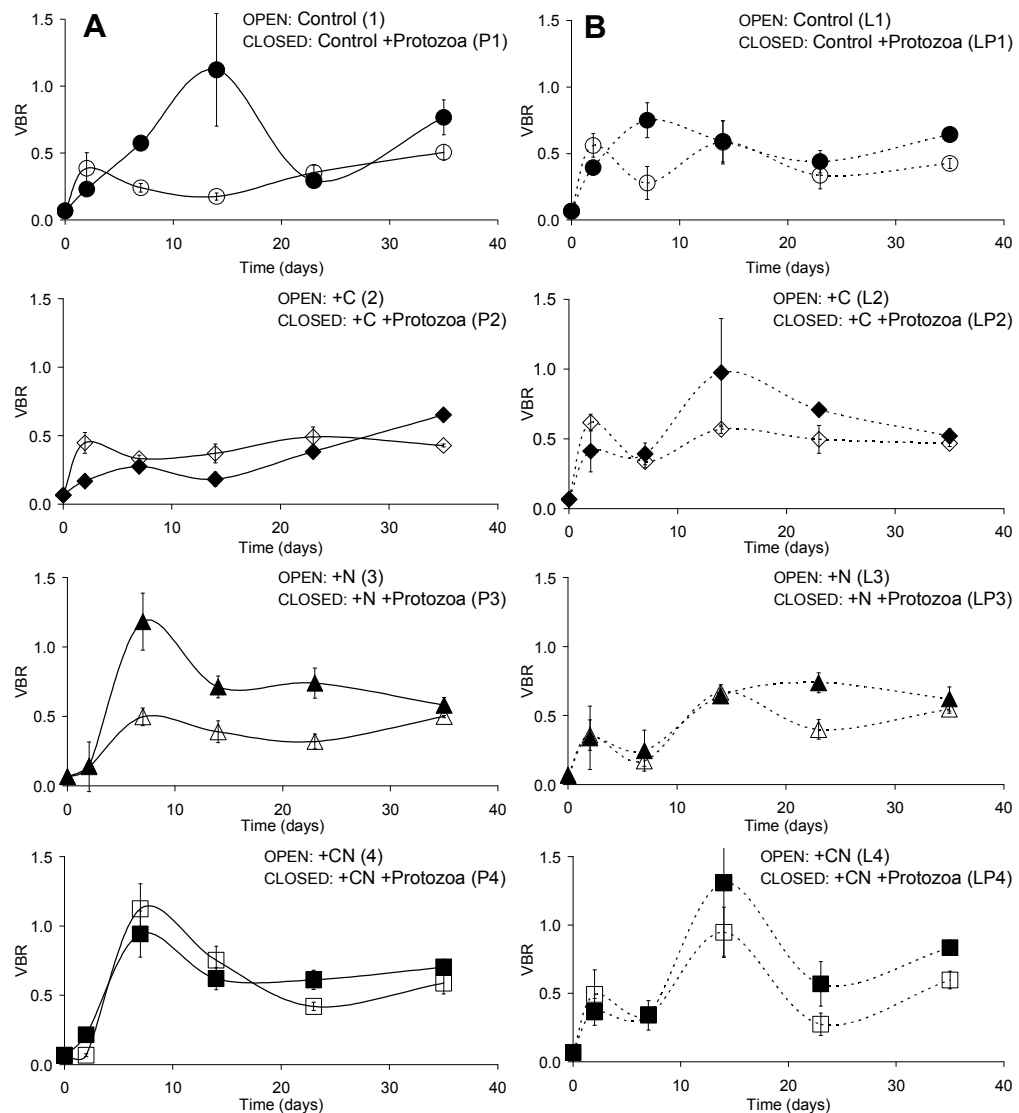 A
OPEN: Control (1)
CLOSED: Control +Protozoa (P1)
VBR
1.5
1.0
0.5
0.0
0 10 20 30 40
Time (days)
B
OPEN: Control (L1)
CLOSED: Control +Protozoa (LP1)
VBR
1.5
1.0
0.5
0.0
0 10 20 30 40
Time (days)
OPEN: +C (2)
CLOSED: +C +Protozoa (P2)
VBR
1.5
1.0
0.5
0.0
0 10 20 30 40
Time (days)
OPEN: +C (L2)
CLOSED: +C +Protozoa (LP2)
VBR
1.5
1.0
0.5
0.0
0 10 20 30 40
Time (days)
OPEN: +N (3)
CLOSED: +N +Protozoa (P3)
VBR
1.5
1.0
0.5
0.0
0 10 20 30 40
Time (days)
OPEN: +N (L3)
CLOSED: +N +Protozoa (LP3)
VBR
1.5
1.0
0.5
0.0
0 10 20 30 40
Time (days)
OPEN: +CN (4)
CLOSED: +CN +Protozoa (P4)
VBR
1.5
1.0
0.5
0.0
0 10 20 30 40
Time (days)
OPEN: +CN (L4)
CLOSED: +CN +Protozoa (LP4)
VBR
1.5
1.0
0.5
0.0
0 10 20 30 40
Time (days)